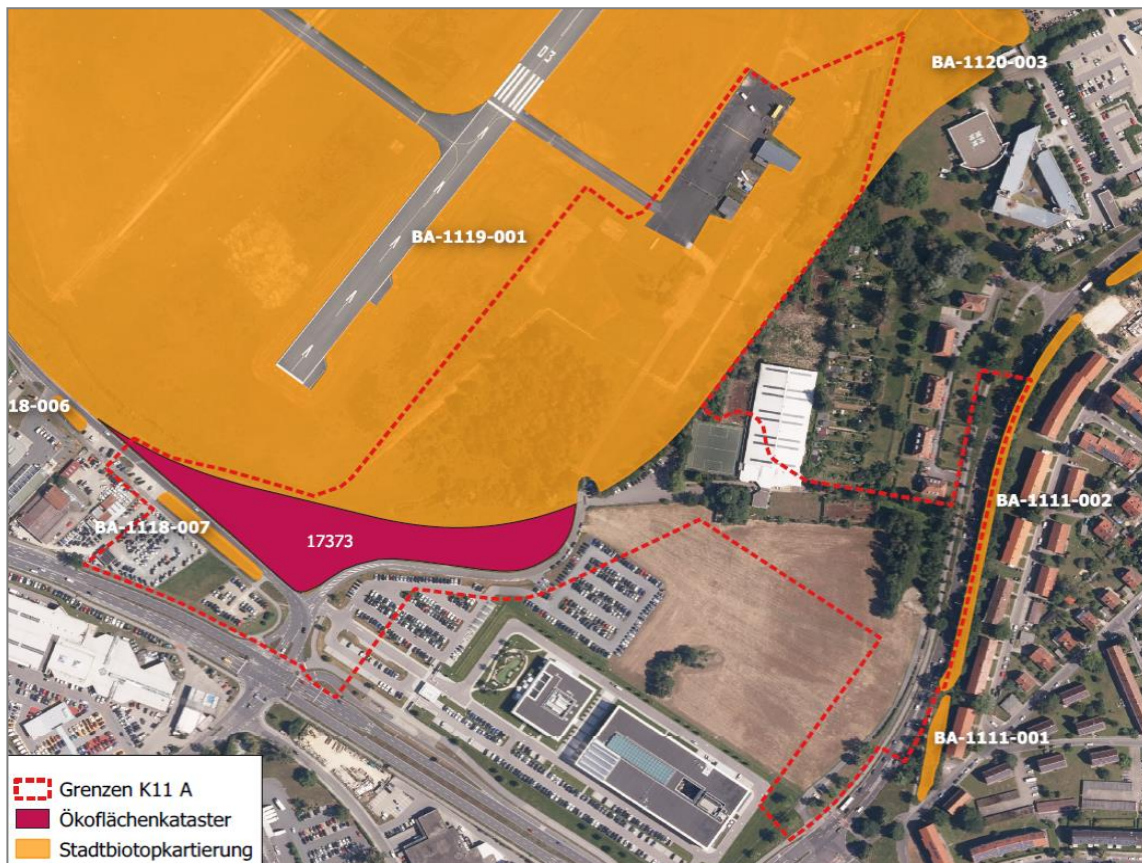 03
BA-1120-003
BA-1119-001
18-006
BA-1118-007
17373
BA-1111-002
BA-1111-001
Grenzen K11 A
Ökoflächenkataster
Stadtbiotopkartierung